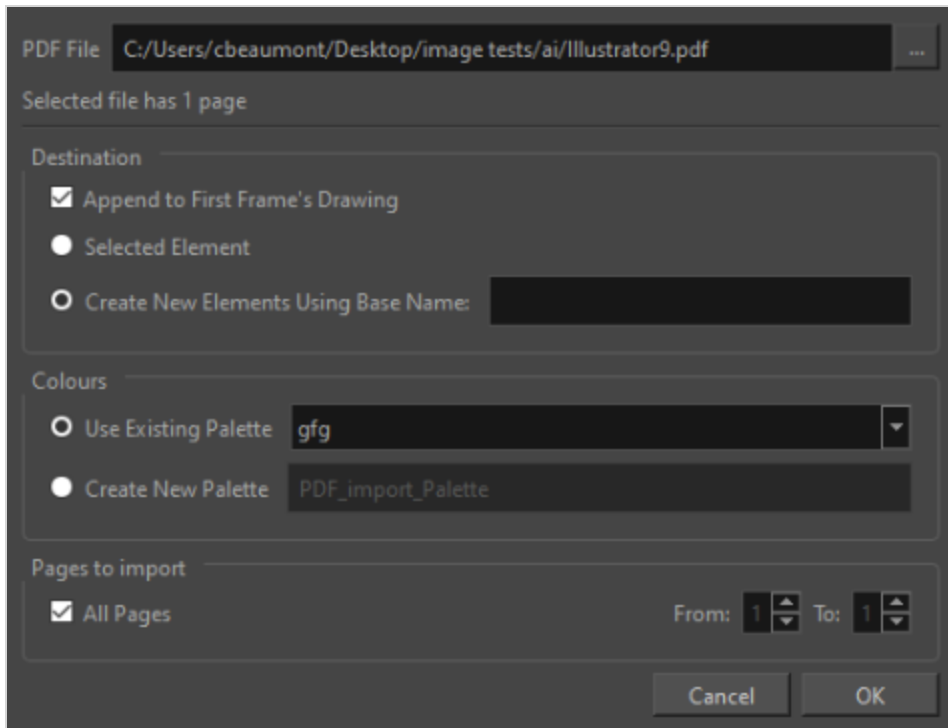 PDF File C:/Users/cbeaumont/Desktop/image tests/ai/Illustrator9.pdf ...
Selected file has 1 page
Destination
Append to First Frame's Drawing
Selected Element
Create New Elements Using Base Name:
Colours
Use Existing Palette gfg
Create New Palette PDF_import_Palette
Pages to import
All Pages From: 1 To: 1
Cancel OK